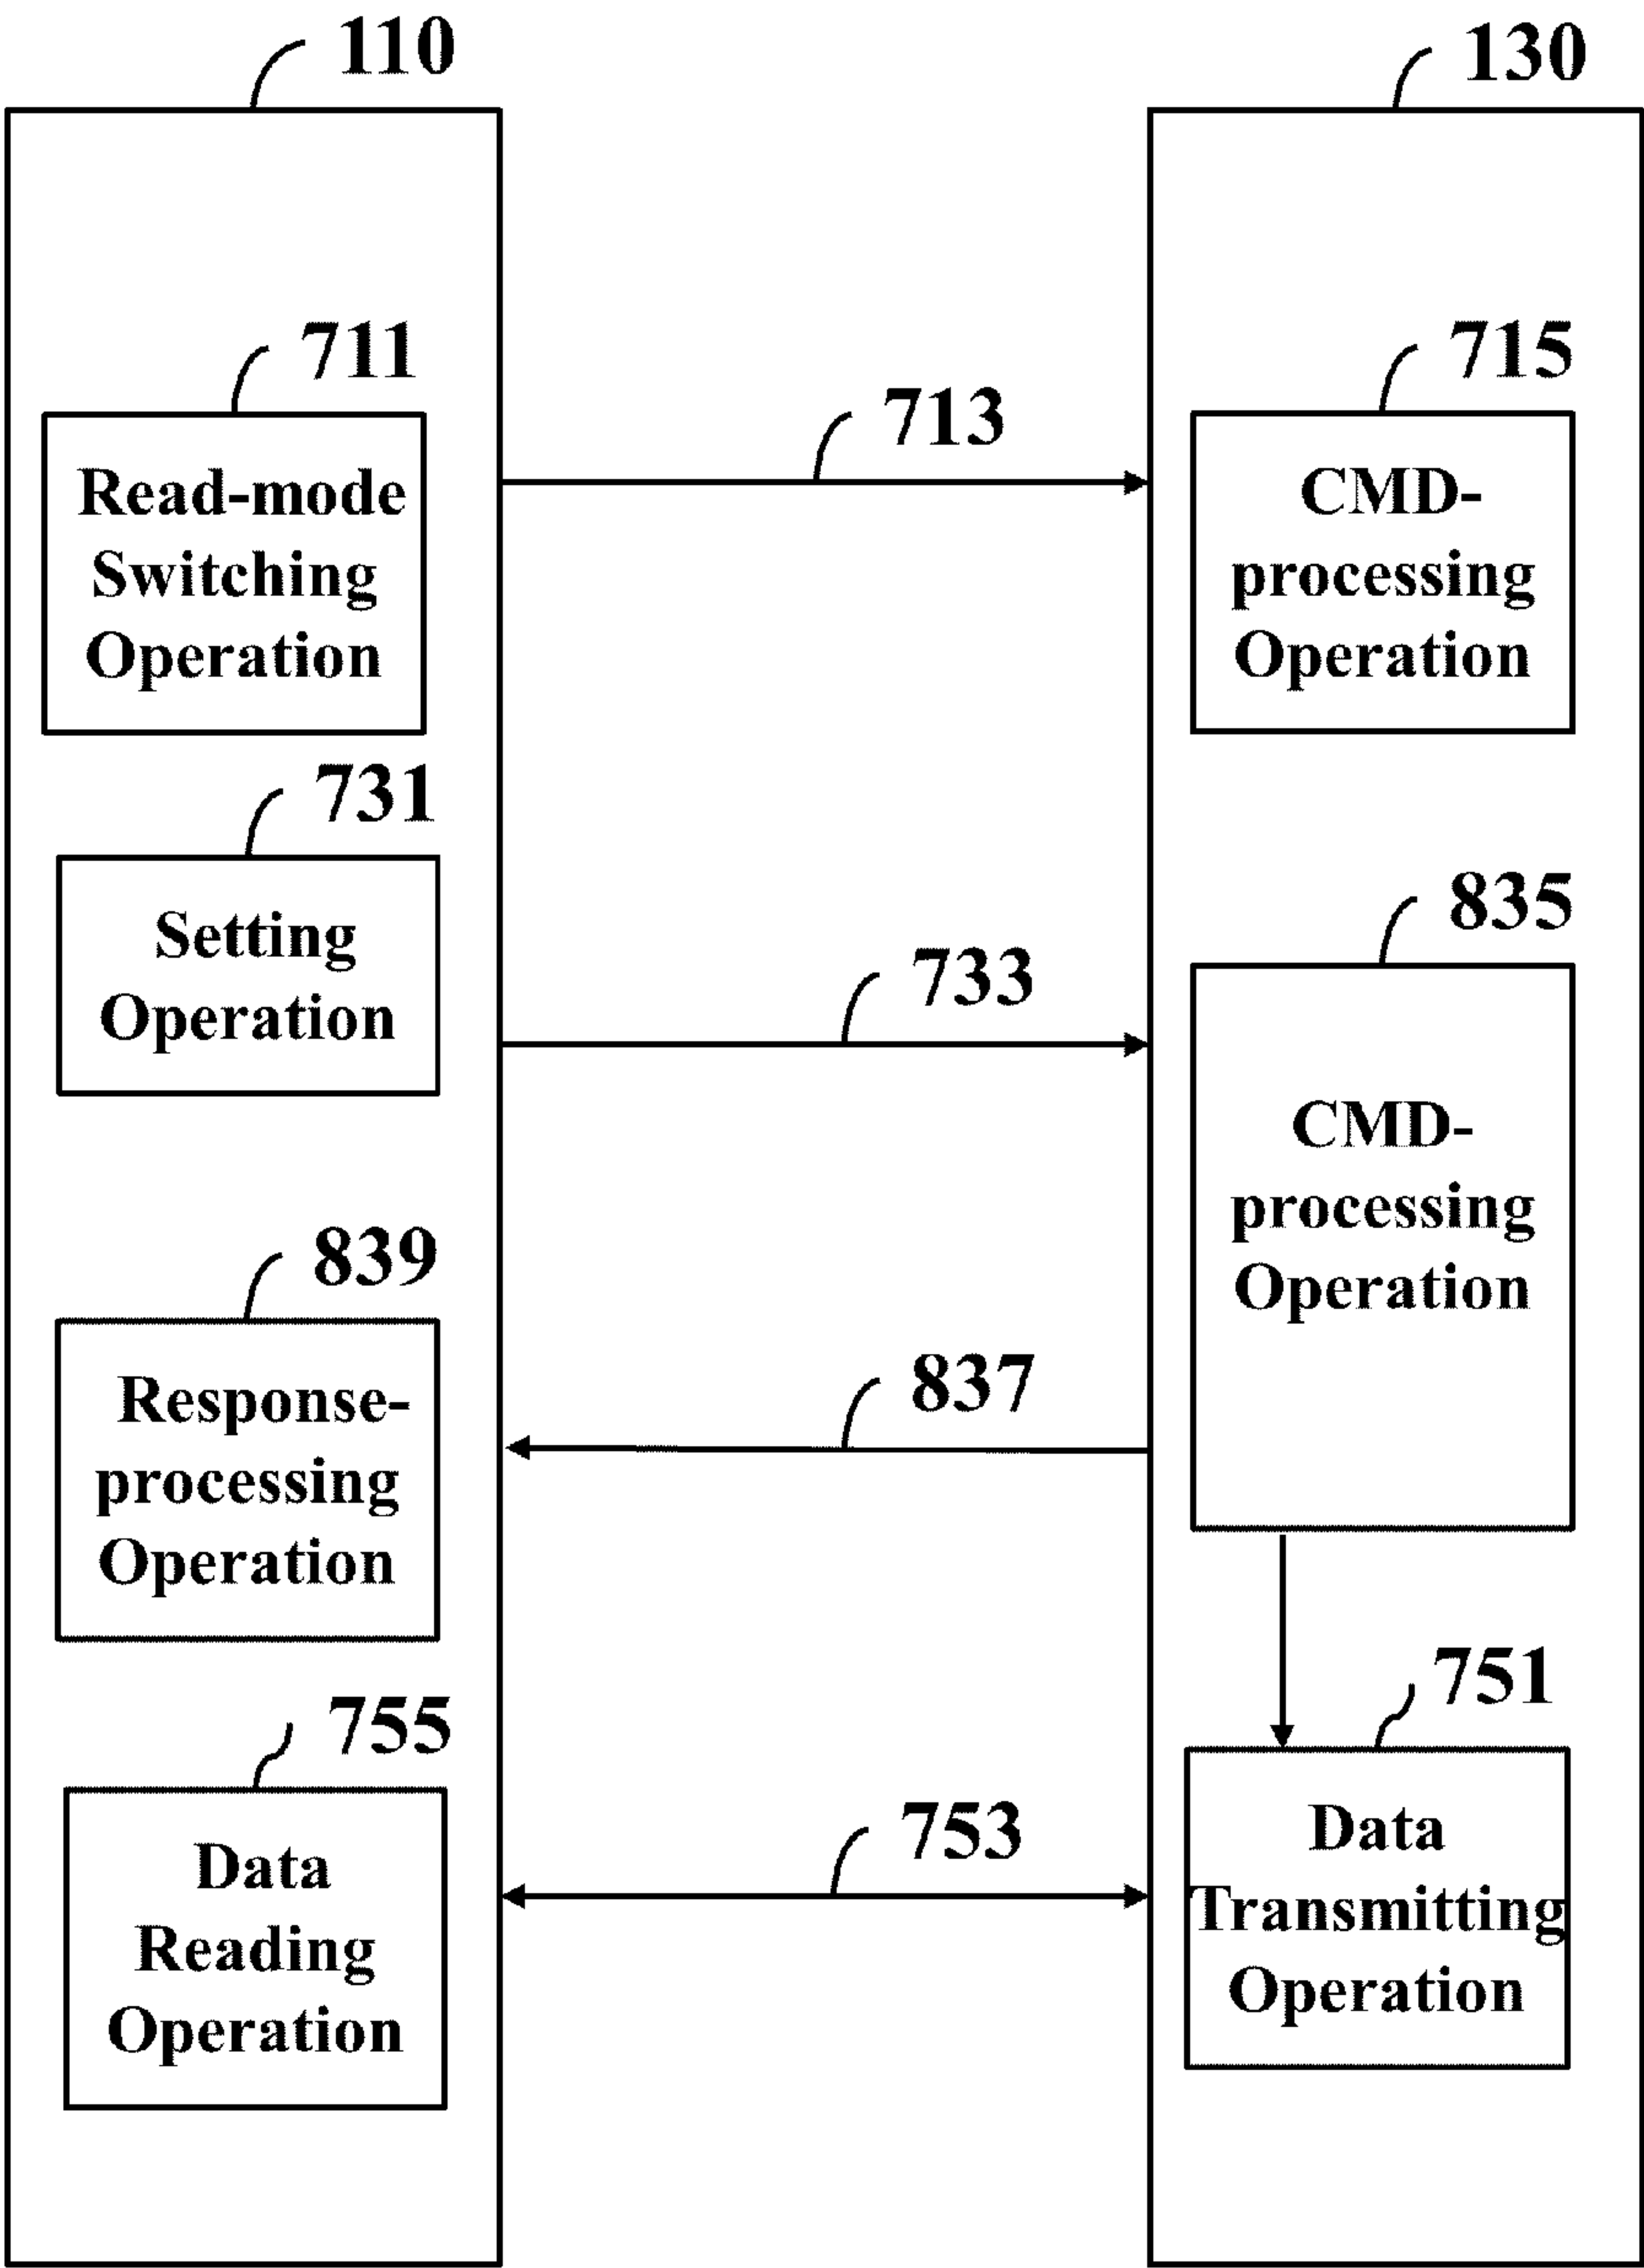 110
130
711
715
713
Read-mode
Switching
Operation
CMD-
processing
Operation
731
835
Setting
Operation
733
CMD-
processing
Operation
839
837
Response-
processing
Operation
751
755
753
Data
Transmitting
Operation
Data
Reading
Operation